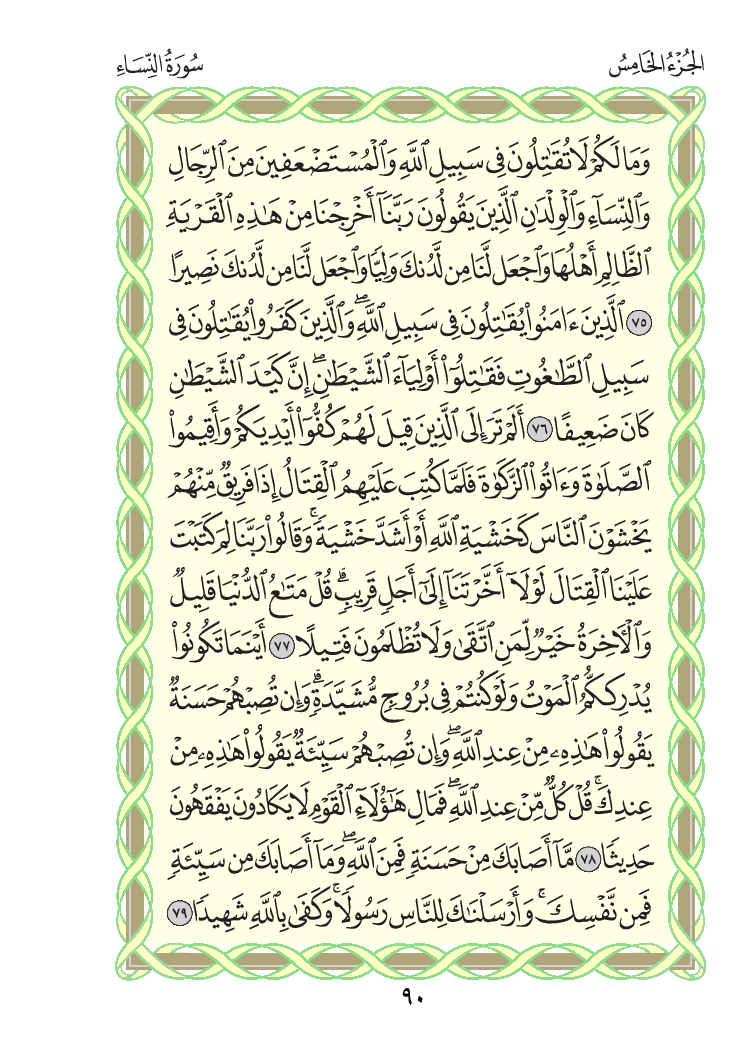 الجُزْءُ الخَامِسُ سُورَةُ النِّسَاءِ
وَمَا لَكُمْ لَا تُقَٰتِلُونَ فِى سَبِيلِ ٱللَّهِ وَٱلْمُسْتَضْعَفِينَ مِنَ ٱلرِّجَالِ
وَٱلنِّسَآءِ وَٱلْوِلْدَٰنِ ٱلَّذِينَ يَقُولُونَ رَبَّنَآ أَخْرِجْنَا مِنْ هَٰذِهِ ٱلْقَرْيَةِ
ٱلظَّالِمِ أَهْلُهَا وَٱجْعَل لَّنَا مِن لَّدُنكَ وَلِيًّا وَٱجْعَل لَّنَا مِن لَّدُنكَ نَصِيرًا
٧٥ ٱلَّذِينَ ءَامَنُوا۟ يُقَٰتِلُونَ فِى سَبِيلِ ٱللَّهِ ۖ وَٱلَّذِينَ كَفَرُوا۟ يُقَٰتِلُونَ فِى
سَبِيلِ ٱلطَّٰغُوتِ فَقَٰتِلُوٓا۟ أَوْلِيَآءَ ٱلشَّيْطَٰنِ ۖ إِنَّ كَيْدَ ٱلشَّيْطَٰنِ
كَانَ ضَعِيفًا ٧٦ أَلَمْ تَرَ إِلَى ٱلَّذِينَ قِيلَ لَهُمْ كُفُّوٓا۟ أَيْدِيَكُمْ وَأَقِيمُوا۟
ٱلصَّلَوٰةَ وَءَاتُوا۟ ٱلزَّكَوٰةَ فَلَمَّا كُتِبَ عَلَيْهِمُ ٱلْقِتَالُ إِذَا فَرِيقٌ مِّنْهُمْ
يَخْشَوْنَ ٱلنَّاسَ كَخَشْيَةِ ٱللَّهِ أَوْ أَشَدَّ خَشْيَةً ۚ وَقَالُوا۟ رَبَّنَا لِمَ كَتَبْتَ
عَلَيْنَا ٱلْقِتَالَ لَوْلَآ أَخَّرْتَنَآ إِلَىٰٓ أَجَلٍ قَرِيبٍ ۗ قُلْ مَتَٰعُ ٱلدُّنْيَا قَلِيلٌ
وَٱلْـَٔاخِرَةُ خَيْرٌ لِّمَنِ ٱتَّقَىٰ وَلَا تُظْلَمُونَ فَتِيلًا ٧٧ أَيْنَمَا تَكُونُوا۟
يُدْرِككُّمُ ٱلْمَوْتُ وَلَوْ كُنتُمْ فِى بُرُوجٍ مُّشَيَّدَةٍ ۗ وَإِن تُصِبْهُمْ حَسَنَةٌ
يَقُولُوا۟ هَٰذِهِۦ مِنْ عِندِ ٱللَّهِ ۖ وَإِن تُصِبْهُمْ سَيِّئَةٌ يَقُولُوا۟ هَٰذِهِۦ مِنْ
عِندِكَ ۚ قُلْ كُلٌّ مِّنْ عِندِ ٱللَّهِ ۖ فَمَالِ هَٰٓؤُلَآءِ ٱلْقَوْمِ لَا يَكَادُونَ يَفْقَهُونَ
حَدِيثًا ٧٨ مَّآ أَصَابَكَ مِنْ حَسَنَةٍ فَمِنَ ٱللَّهِ ۖ وَمَآ أَصَابَكَ مِن سَيِّئَةٍ
فَمِن نَّفْسِكَ ۚ وَأَرْسَلْنَٰكَ لِلنَّاسِ رَسُولًا ۚ وَكَفَىٰ بِٱللَّهِ شَهِيدًا ٧٩
٩٠